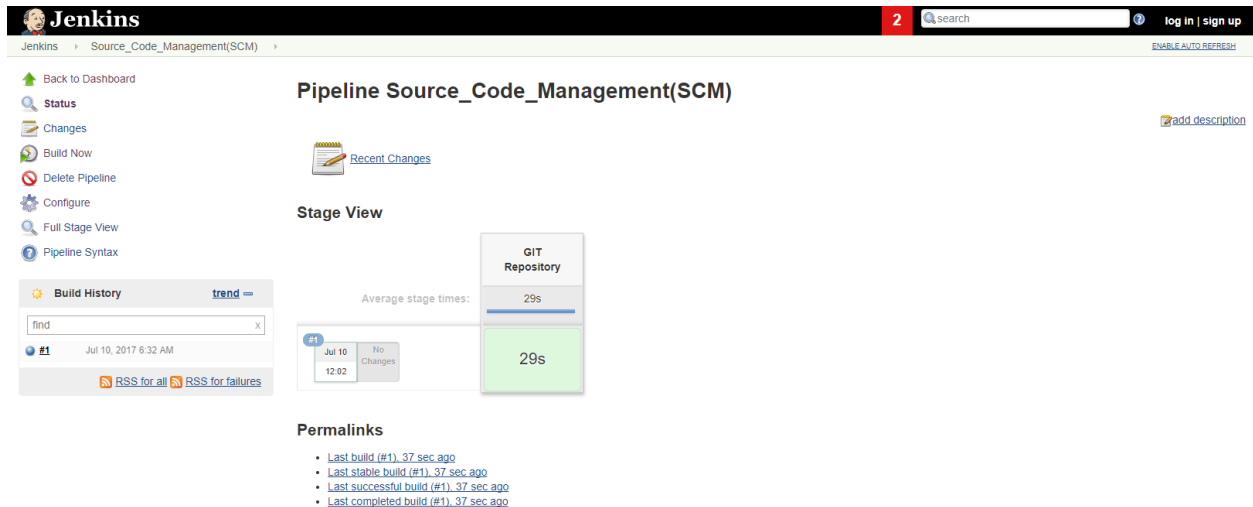 Jenkins
2
search
log in | sign up
Jenkins
Source_Code_Management(SCM)
ENABLE AUTO REFRESH
Back to Dashboard
Status
Changes
Build Now
Delete Pipeline
Configure
Full Stage View
Pipeline Syntax
Build History
trend
find
x
#1
Jul 10, 2017 6:32 AM
RSS for all
RSS for failures
Pipeline Source_Code_Management(SCM)
add description
Recent Changes
Stage View
GIT
Repository
Average stage times:
29s
#1
Jul 10
12:02
No
Changes
29s
Permalinks
Last build (#1), 37 sec ago
Last stable build (#1), 37 sec ago
Last successful build (#1), 37 sec ago
Last completed build (#1), 37 sec ago